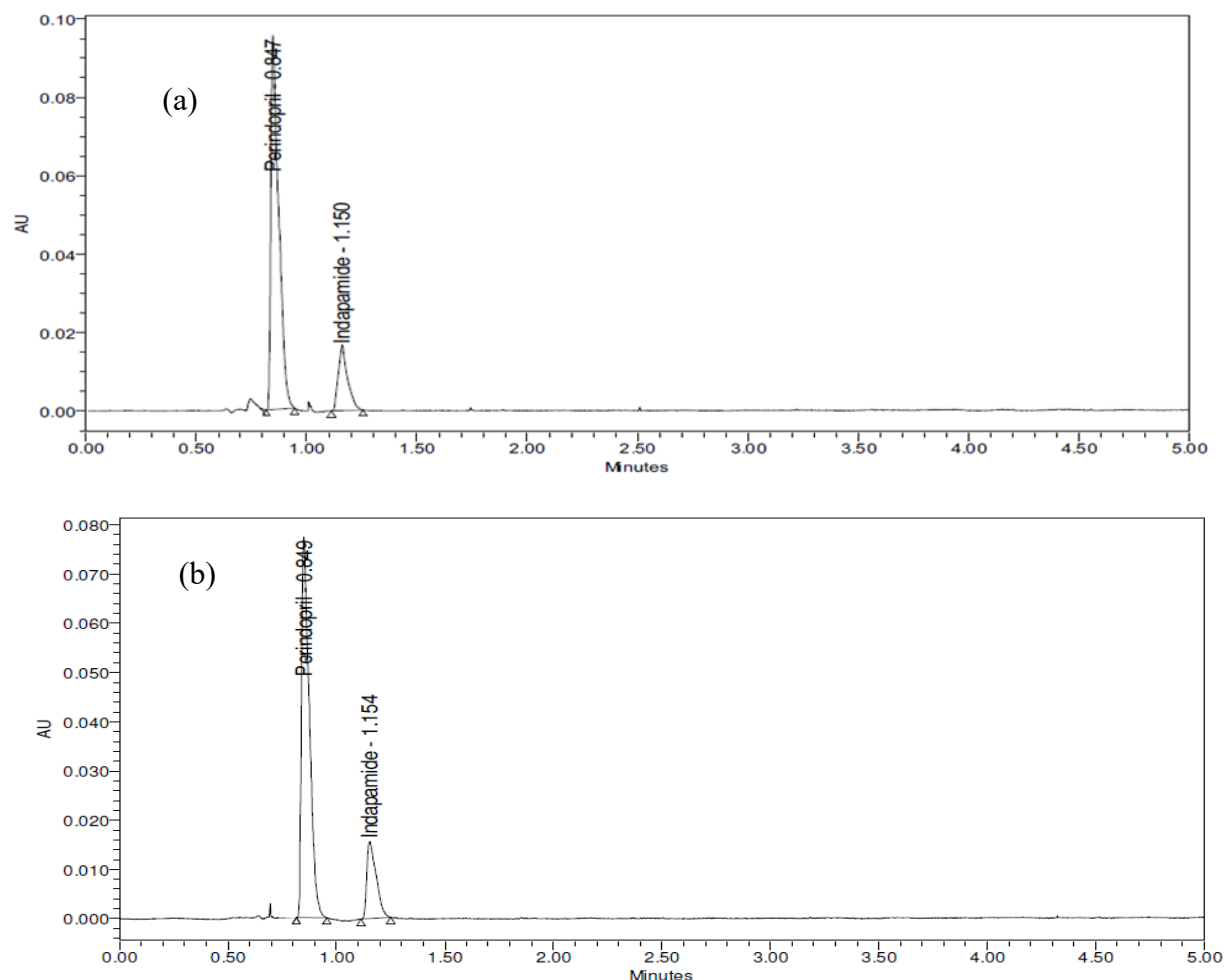 (a)
AU
0.10
0.08
0.06
0.04
0.02
0.00
Perindopril - 0.847
Indapamide - 1.150
0.00 0.50 1.00 1.50 2.00 2.50 3.00 3.50 4.00 4.50 5.00
Minutes
(b)
AU
0.080
0.070
0.060
0.050
0.040
0.030
0.020
0.010
0.000
Perindopril - 0.849
Indapamide - 1.154
0.00 0.50 1.00 1.50 2.00 2.50 3.00 3.50 4.00 4.50 5.00
Minutes